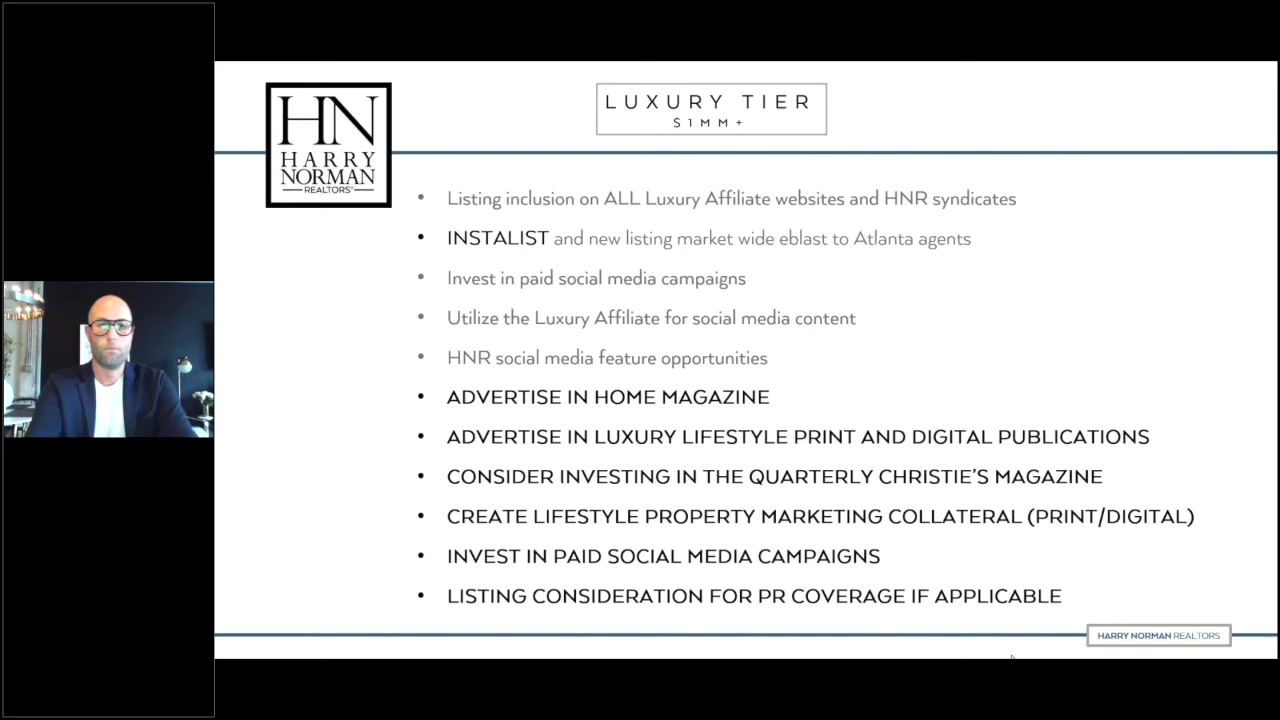 HN
HARRY
NORMAN
REALTORS®
LUXURY TIER
$1MM+
• Listing inclusion on ALL Luxury Affiliate websites and HNR syndicates
• INSTALIST and new listing market wide eblast to Atlanta agents
• Invest in paid social media campaigns
• Utilize the Luxury Affiliate for social media content
• HNR social media feature opportunities
• ADVERTISE IN HOME MAGAZINE
• ADVERTISE IN LUXURY LIFESTYLE PRINT AND DIGITAL PUBLICATIONS
• CONSIDER INVESTING IN THE QUARTERLY CHRISTIE’S MAGAZINE
• CREATE LIFESTYLE PROPERTY MARKETING COLLATERAL (PRINT/DIGITAL)
• INVEST IN PAID SOCIAL MEDIA CAMPAIGNS
• LISTING CONSIDERATION FOR PR COVERAGE IF APPLICABLE
HARRY NORMAN REALTORS